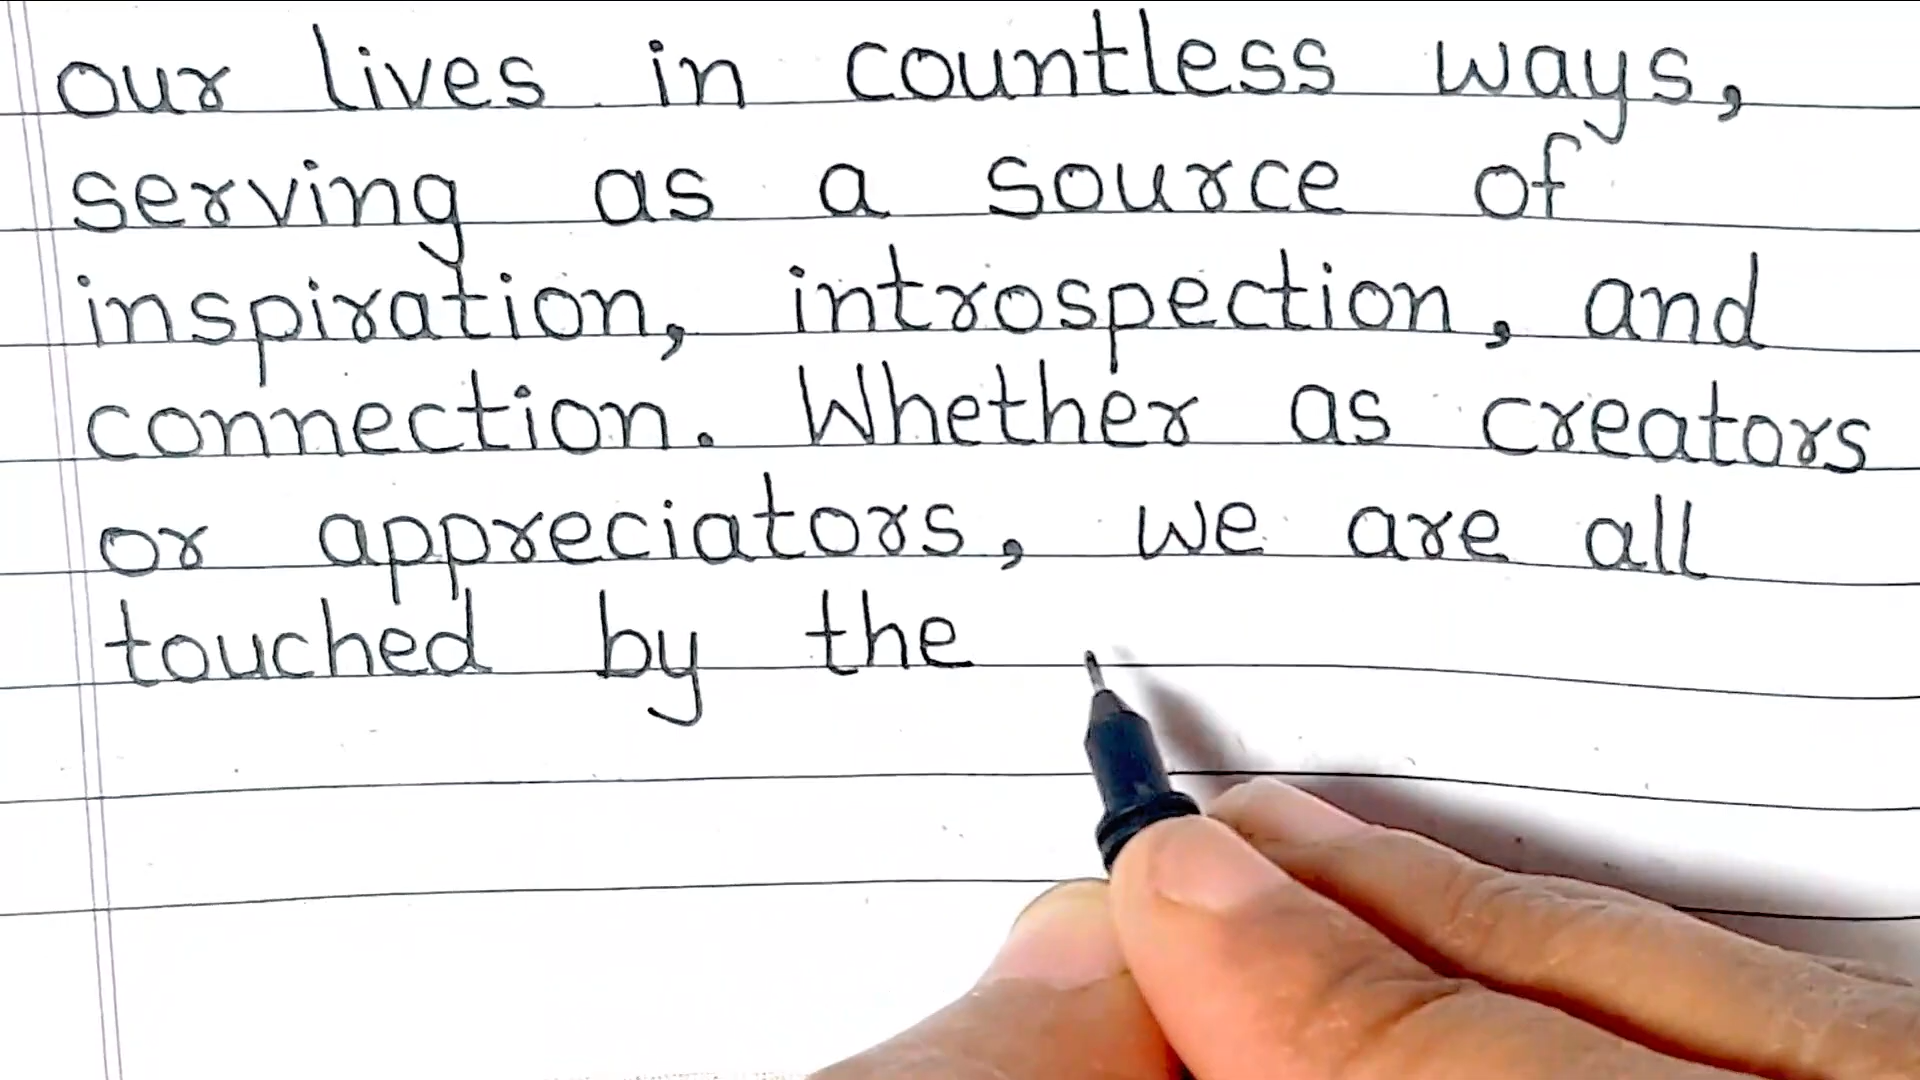 our lives in countless ways,
serving as a source of
inspiration, introspection, and
connection. Whether as creators
or appreciators, we are all
touched by the